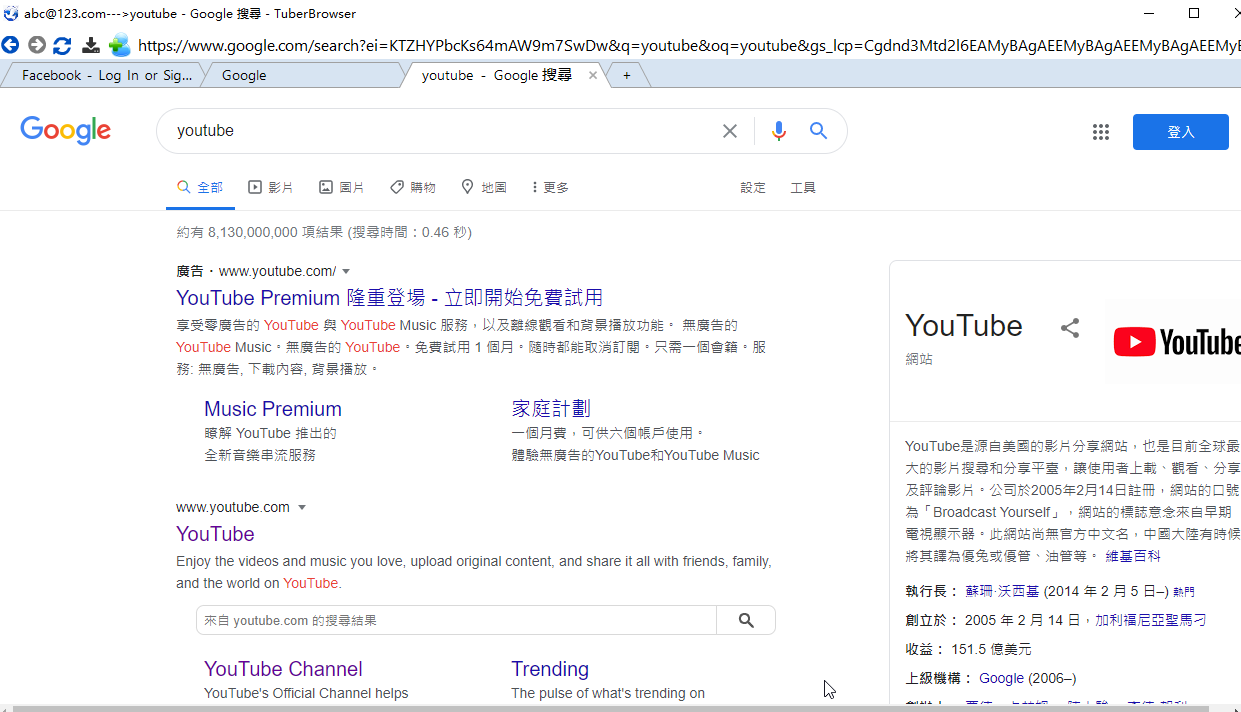 abc@123.com--->youtube - Google 搜尋 - TuberBrowser
https://www.google.com/search?ei=KTZHYPbcKs64mAW9m7SwDw&q=youtube&oq=youtube&gs_lcp=Cgdnd3Mtd2l6EAMyBAgAEEMyBAgAEEMyBAgAEEMyBAgAE
Facebook - Log In or Sig...
Google
youtube - Google 搜尋
+
Google
youtube
登入
全部
影片
圖片
購物
地圖
更多
設定
工具
約有 8,130,000,000 項結果 (搜尋時間：0.46 秒)
廣告・www.youtube.com/
YouTube Premium 隆重登場 - 立即開始免費試用
享受零廣告的 YouTube 與 YouTube Music 服務，以及離線觀看和背景播放功能。 無廣告的
YouTube Music。無廣告的 YouTube。免費試用 1 個月。隨時都能取消訂閱。只需一個會籍。服
務: 無廣告, 下載內容, 背景播放。
Music Premium
瞭解 YouTube 推出的
全新音樂串流服務
家庭計劃
一個月費，可供六個帳戶使用。
體驗無廣告的YouTube和YouTube Music
www.youtube.com
YouTube
Enjoy the videos and music you love, upload original content, and share it all with friends, family,
and the world on YouTube.
來自 youtube.com 的搜尋結果
YouTube Channel
YouTube's Official Channel helps
Trending
The pulse of what's trending on
YouTube
網站
YouTube
YouTube是源自美國的影片分享網站，也是目前全球最
大的影片搜尋和分享平臺，讓使用者上載、觀看、分享
及評論影片。公司於2005年2月14日註冊，網站的口號
為「Broadcast Yourself」，網站的標誌意念來自早期
電視顯示器。此網站尚無官方中文名，中國大陸有時候
將其譯為優兔或優管、油管等。 維基百科
執行長： 蘇珊·沃西基 (2014 年 2 月 5 日–) 熱門
創立於： 2005 年 2 月 14 日，加利福尼亞聖馬刁
收益： 151.5 億美元
上級機構： Google (2006–)